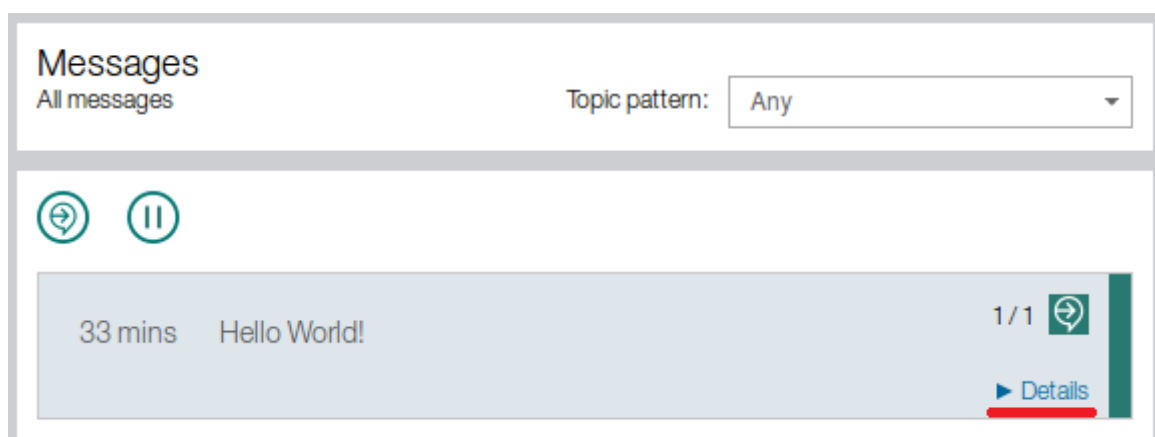 Messages
All messages
Topic pattern: Any
33 mins Hello World! 1 / 1
Details